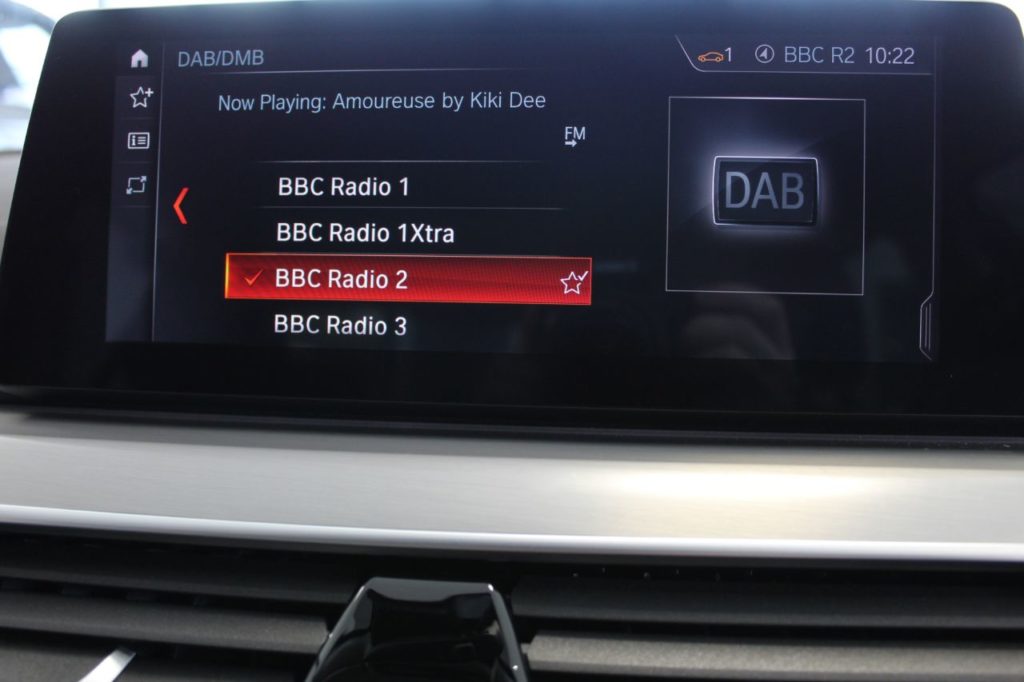 DAB/DMB
1 BBC R2 10:22
Now Playing: Amoureuse by Kiki Dee
FM
BBC Radio 1
DAB
BBC Radio 1Xtra
BBC Radio 2
BBC Radio 3